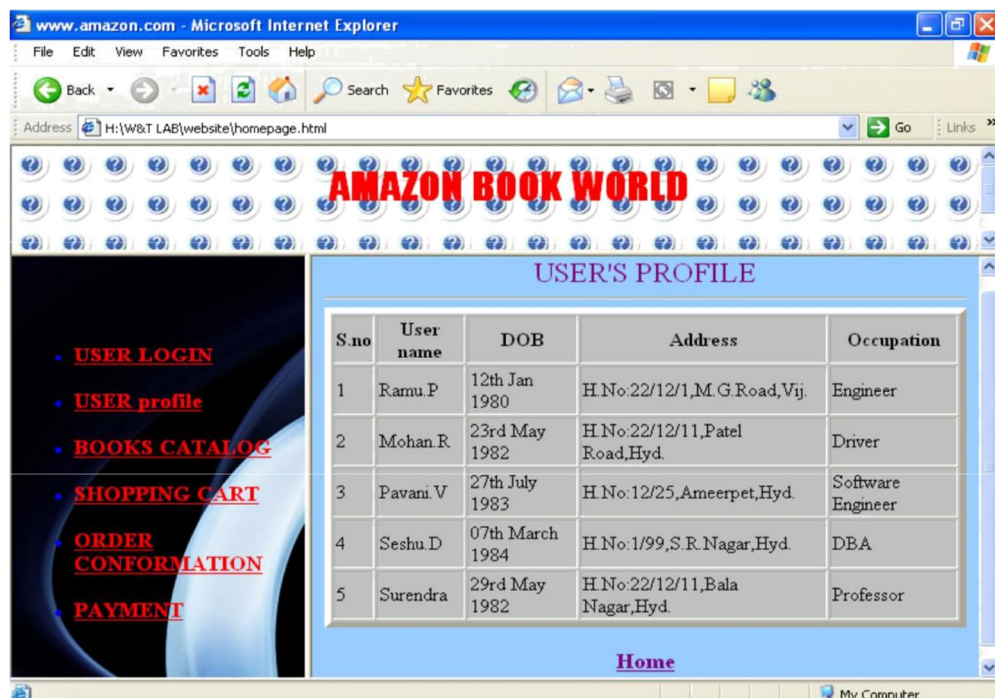 www.amazon.com - Microsoft Internet Explorer
File Edit View Favorites Tools Help
Back Search Favorites
Address H:\W&T LAB\website\homepage.html Go Links »
AMAZON BOOK WORLD
USER LOGIN
USER profile
BOOKS CATALOG
SHOPPING CART
ORDER
CONFORMATION
PAYMENT
USER'S PROFILE
S.no User name DOB Address Occupation
1 Ramu.P 12th Jan 1980 H.No:22/12/1,M.G.Road,Vij. Engineer
2 Mohan.R 23rd May 1982 H.No:22/12/11,Patel Road,Hyd. Driver
3 Pavani.V 27th July 1983 H.No:12/25,Ameerpet,Hyd. Software Engineer
4 Seshu.D 07th March 1984 H.No:1/99,S.R.Nagar,Hyd. DBA
5 Surendra 29rd May 1982 H.No:22/12/11,Bala Nagar,Hyd. Professor
Home
My Computer